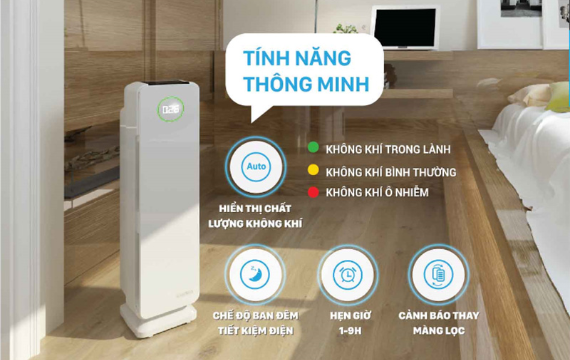 TÍNH NĂNG
THÔNG MINH
026
Auto
KHÔNG KHÍ TRONG LÀNH
KHÔNG KHÍ BÌNH THƯỜNG
KHÔNG KHÍ Ô NHIỄM
HIỂN THỊ CHẤT
LƯỢNG KHÔNG KHÍ
CHẾ ĐỘ BAN ĐÊM
TIẾT KIỆM ĐIỆN
HẸN GIỜ
1-9H
CẢNH BÁO THAY
MÀNG LỌC